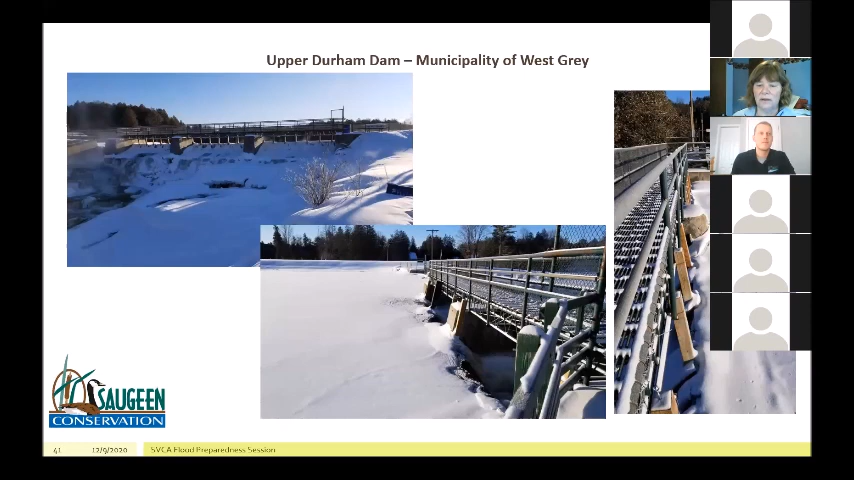 Upper Durham Dam – Municipality of West Grey
SAUGEEN
CONSERVATION
41 12/9/2020 SVCA Flood Preparedness Session